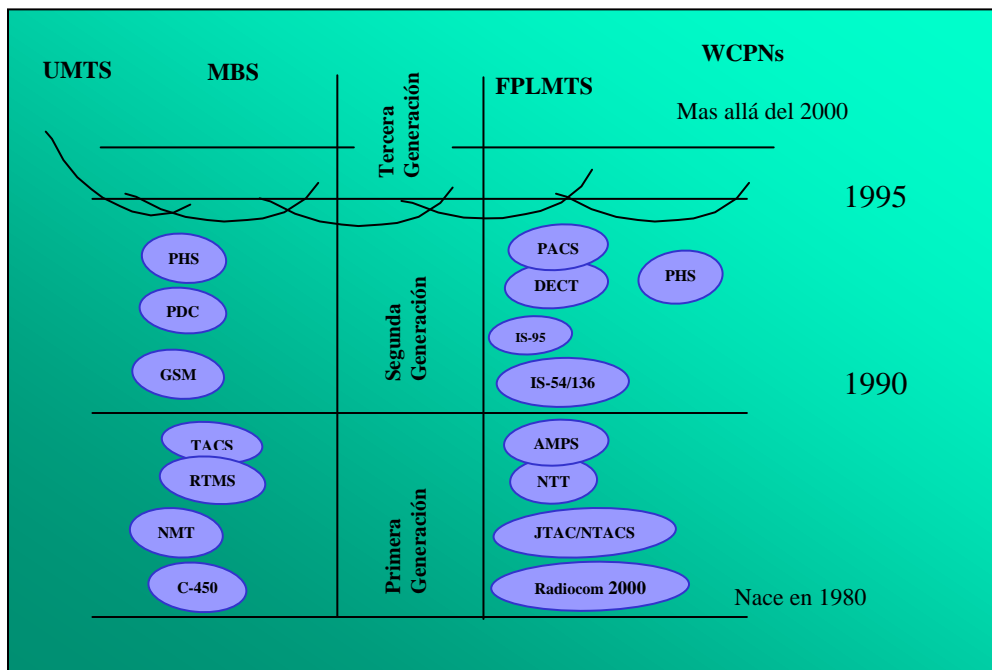 WCPNs
UMTS
MBS
FPLMTS
Tercera
Generación
Mas allá del 2000
1995
PHS
PACS
DECT
PHS
PDC
IS-95
GSM
Segunda
Generación
IS-54/136
1990
TACS
AMPS
RTMS
NTT
NMT
JTAC/NTACS
Primera
Generación
C-450
Radiocom 2000
Nace en 1980